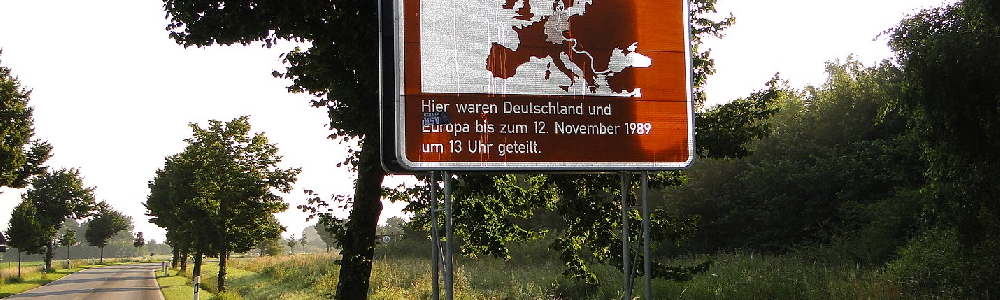 Hier waren Deutschland und
Europa bis zum 12. November 1989
um 13 Uhr geteilt.